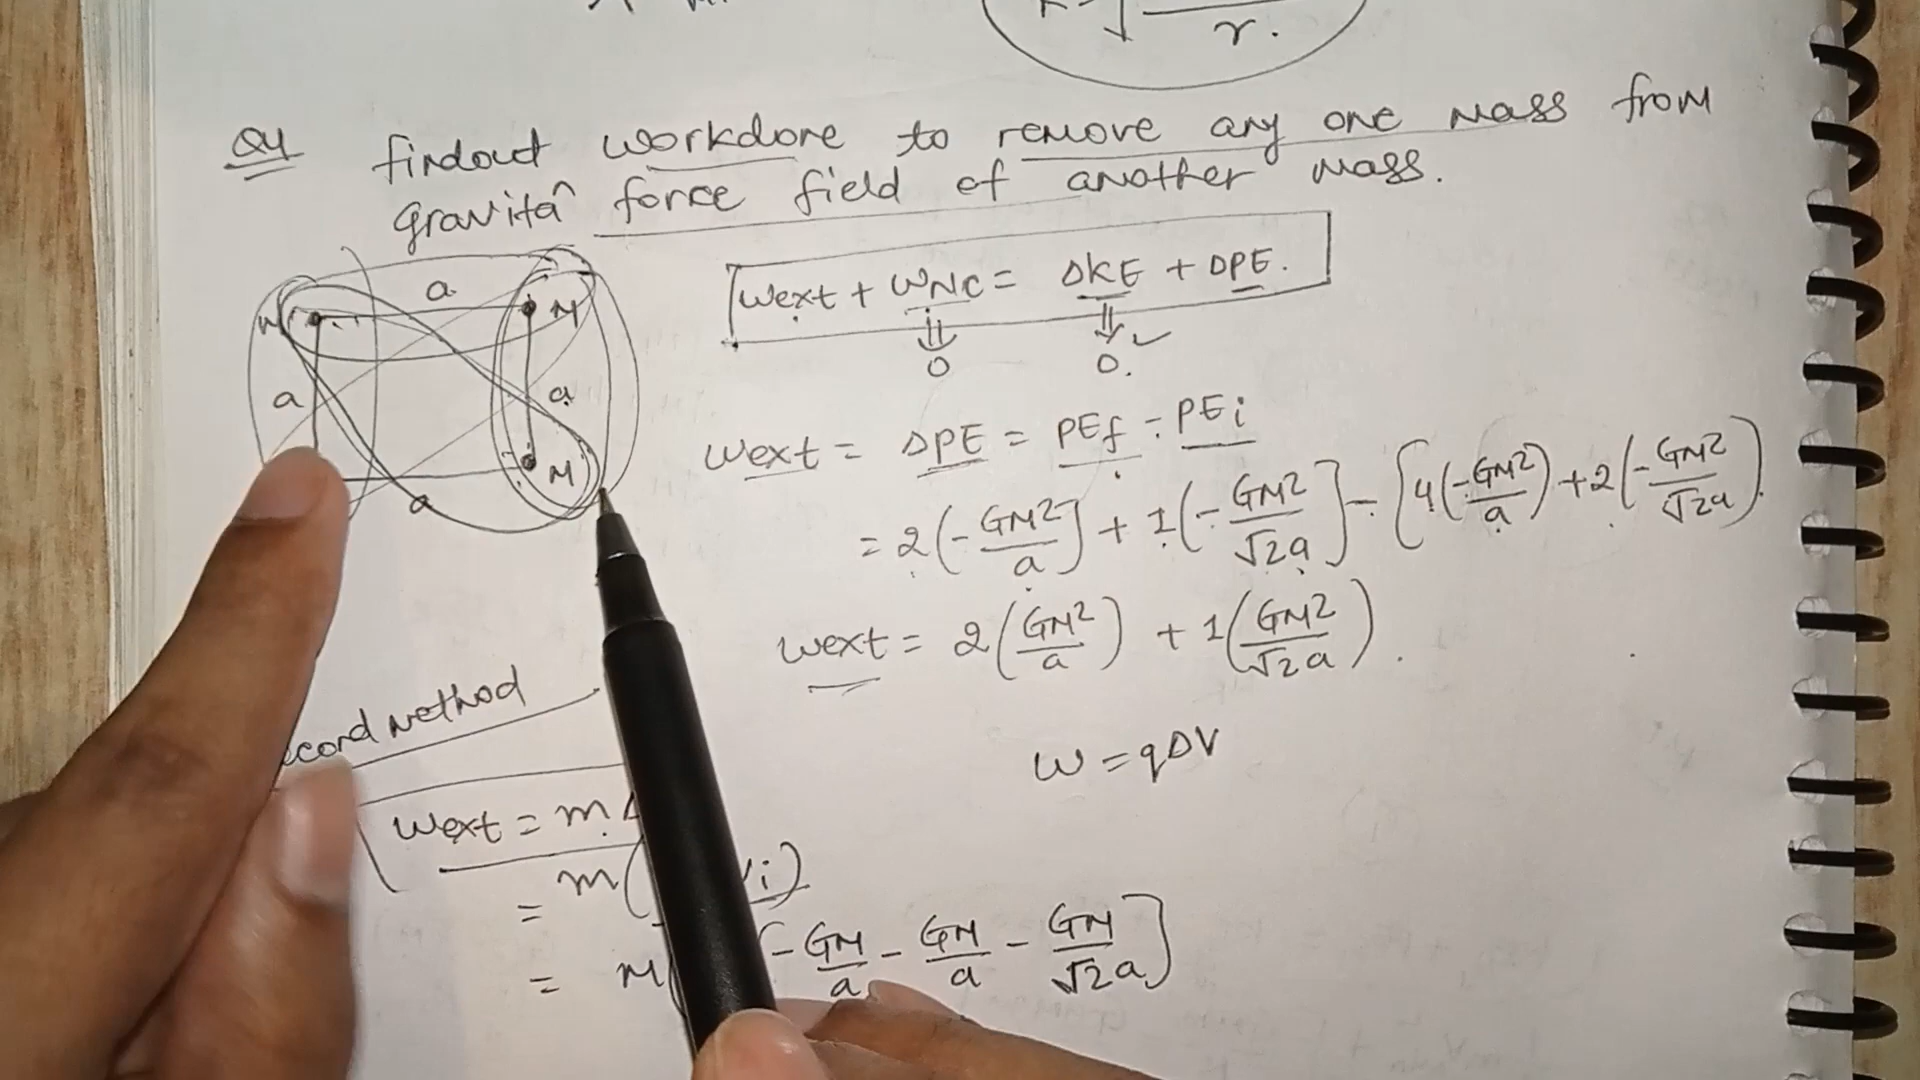 r.
Q4 findout workdone to remove any one mass from
gravitâ^n force field of another mass.
a
M
M
a
a
M
a
Wext + WNC = ΔKE + ΔPE.
0
0.
Wext = ΔPE = PEf - PEi
= 2(-GM²/a) + 1(-GM²/√2a] - [4(-GM²/a) + 2(-GM²/√2a).
Wext = 2(GM²/a) + 1(GM²/√2a).
cond method
W = qΔV
Wext = m.
= m( Vi)
= M( -GM/a - GM/a - GM/√2a]